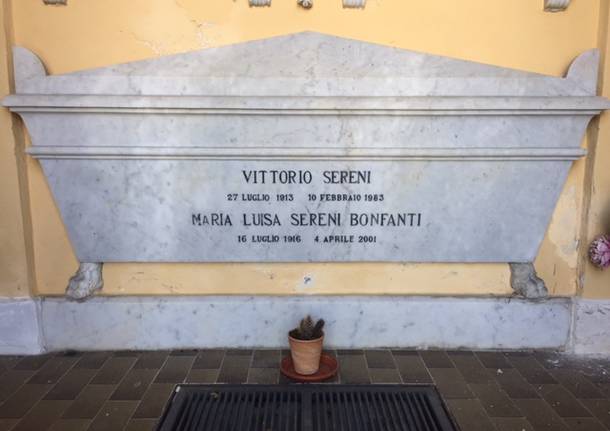 VITTORIO SERENI
27 LUGLIO 1913 10 FEBBRAIO 1983
MARIA LUISA SERENI BONFANTI
16 LUGLIO 1916 4 APRILE 2001